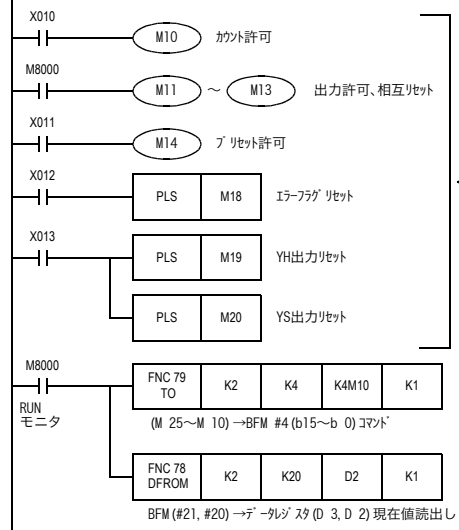 X010
M10 カウント許可
M8000
M11 ～ M13 出力許可、相互リセット
X011
M14 プリセット許可
X012
PLS M18 エラーフラグリセット
X013
PLS M19 YH出力リセット
PLS M20 YS出力リセット
M8000
RUN
モニタ
FNC 79
TO K2 K4 K4M10 K1
(M 25～M 10) →BFM #4 (b15～b 0) コマンド
FNC 78
DFROM K2 K20 D2 K1
BFM (#21, #20) →データレジスタ (D 3, D 2) 現在値読出し